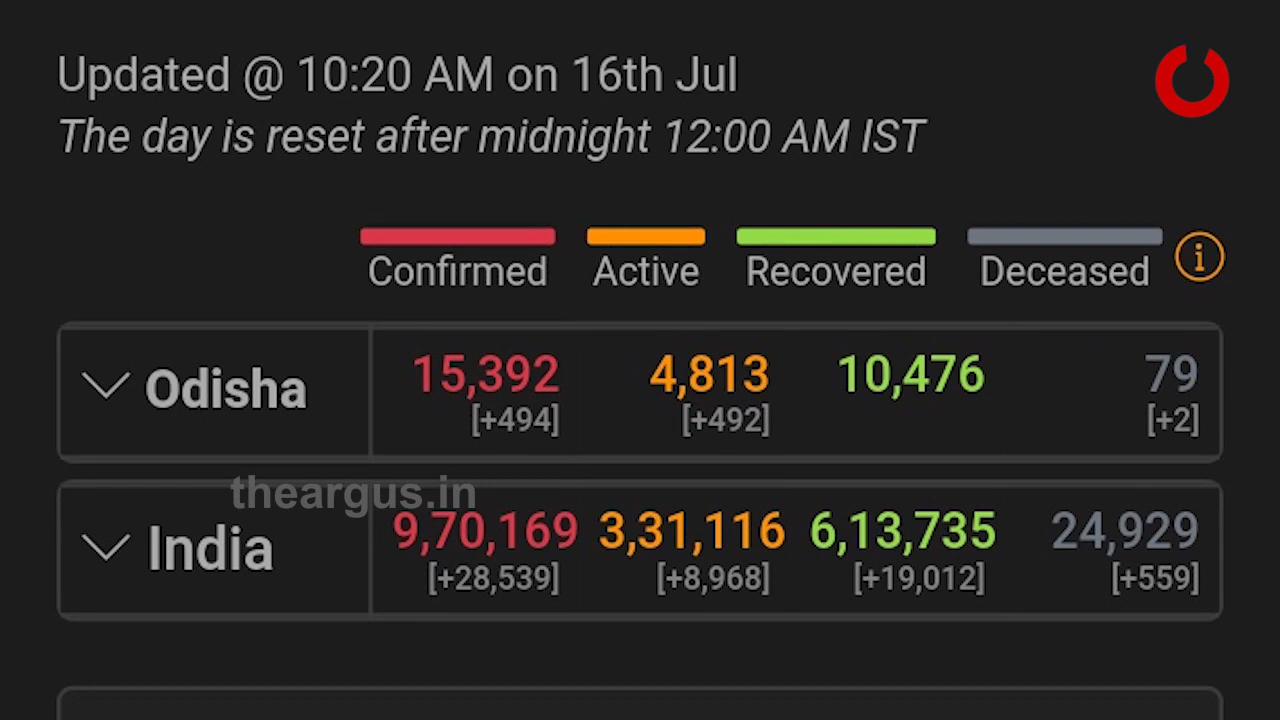 Updated @ 10:20 AM on 16th Jul
The day is reset after midnight 12:00 AM IST
Confirmed Active Recovered Deceased i
Odisha 15,392 4,813 10,476 79
[+494] [+492] [+2]
theargus.in
India 9,70,169 3,31,116 6,13,735 24,929
[+28,539] [+8,968] [+19,012] [+559]